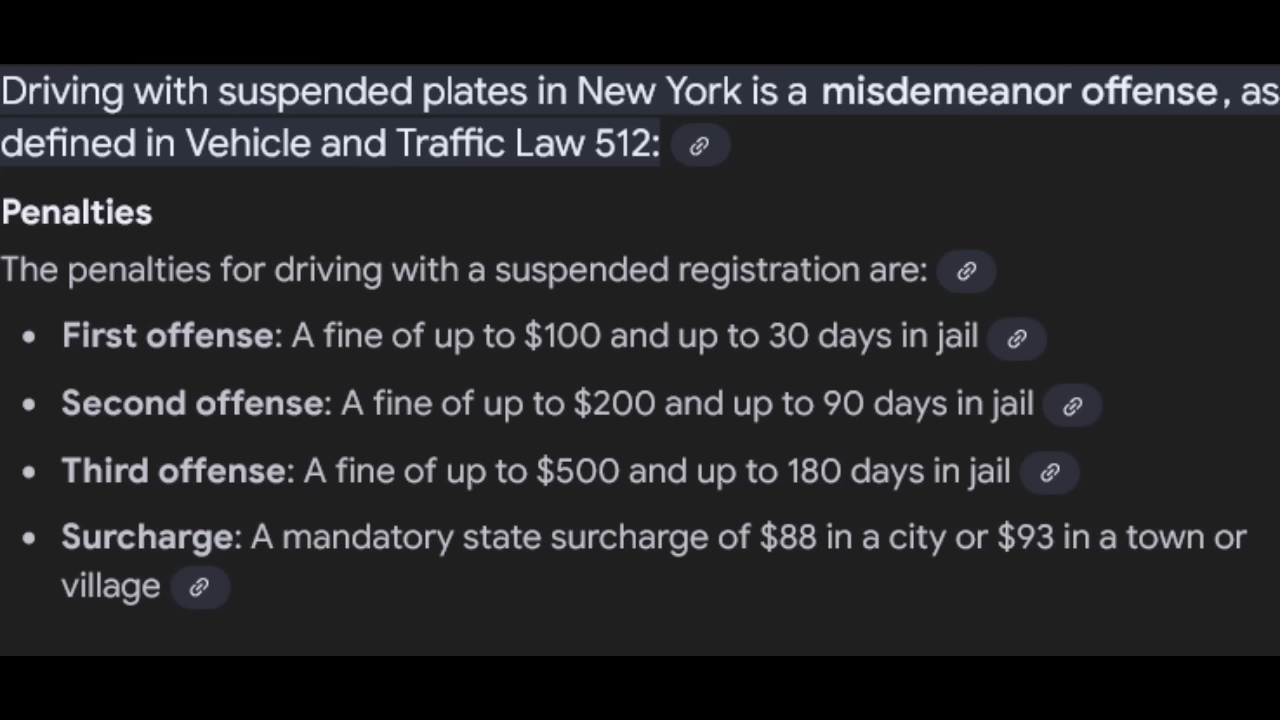 Driving with suspended plates in New York is a misdemeanor offense, as
defined in Vehicle and Traffic Law 512:
Penalties
The penalties for driving with a suspended registration are:
• First offense: A fine of up to $100 and up to 30 days in jail
• Second offense: A fine of up to $200 and up to 90 days in jail
• Third offense: A fine of up to $500 and up to 180 days in jail
• Surcharge: A mandatory state surcharge of $88 in a city or $93 in a town or
village